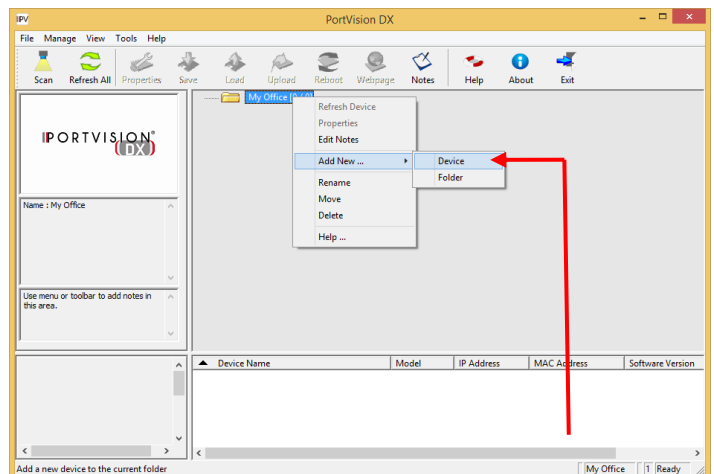 IPV PortVision DX
File Manage View Tools Help
Scan Refresh All Properties Save Load Upload Reboot Webpage Notes Help About Exit
My Office [0 / 0]
Refresh Device
Properties
Edit Notes
Add New ...
Device
Folder
Rename
Move
Delete
Help ...
PORTVISION®
(DX)
Name : My Office
Use menu or toolbar to add notes in
this area.
Device Name Model IP Address MAC Address Software Version
Add a new device to the current folder My Office 1 Ready